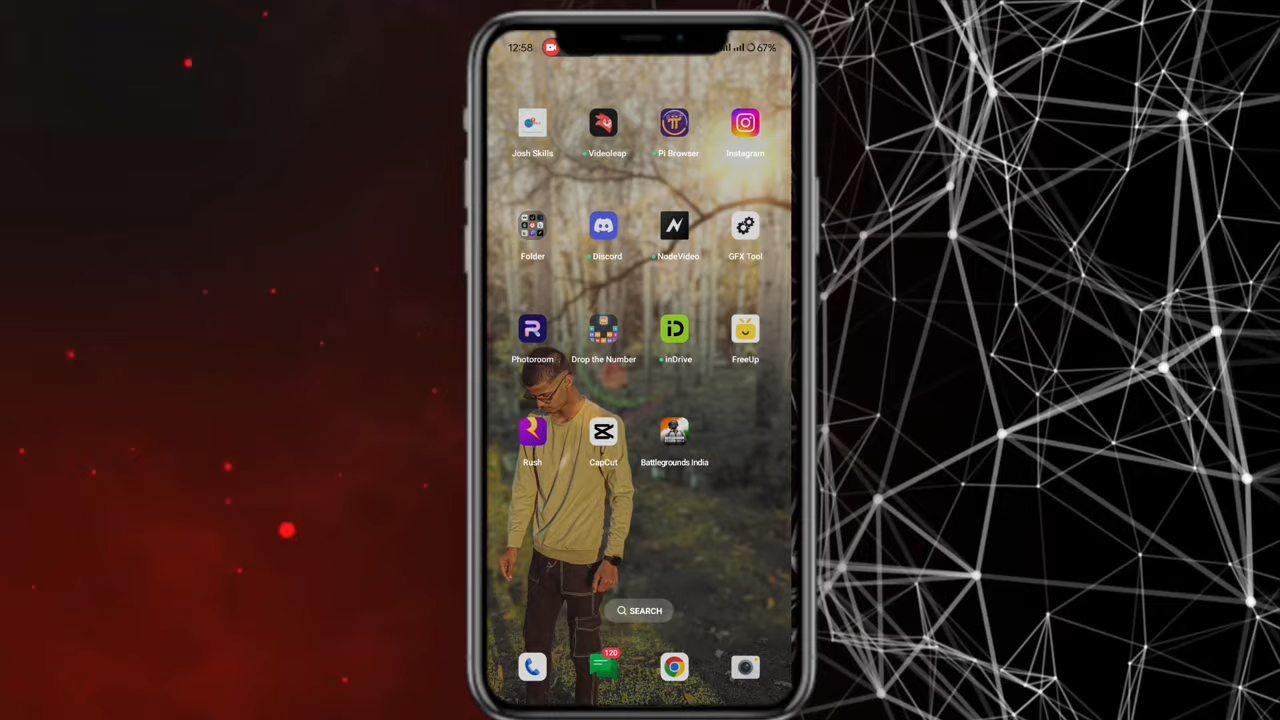 12:58 67%
Josh Skills Videoleap Pi Browser Instagram
Folder Discord NodeVideo GFX Tool
Photoroom Drop the Number inDrive FreeUp
Rush CapCut Battlegrounds India
SEARCH
120